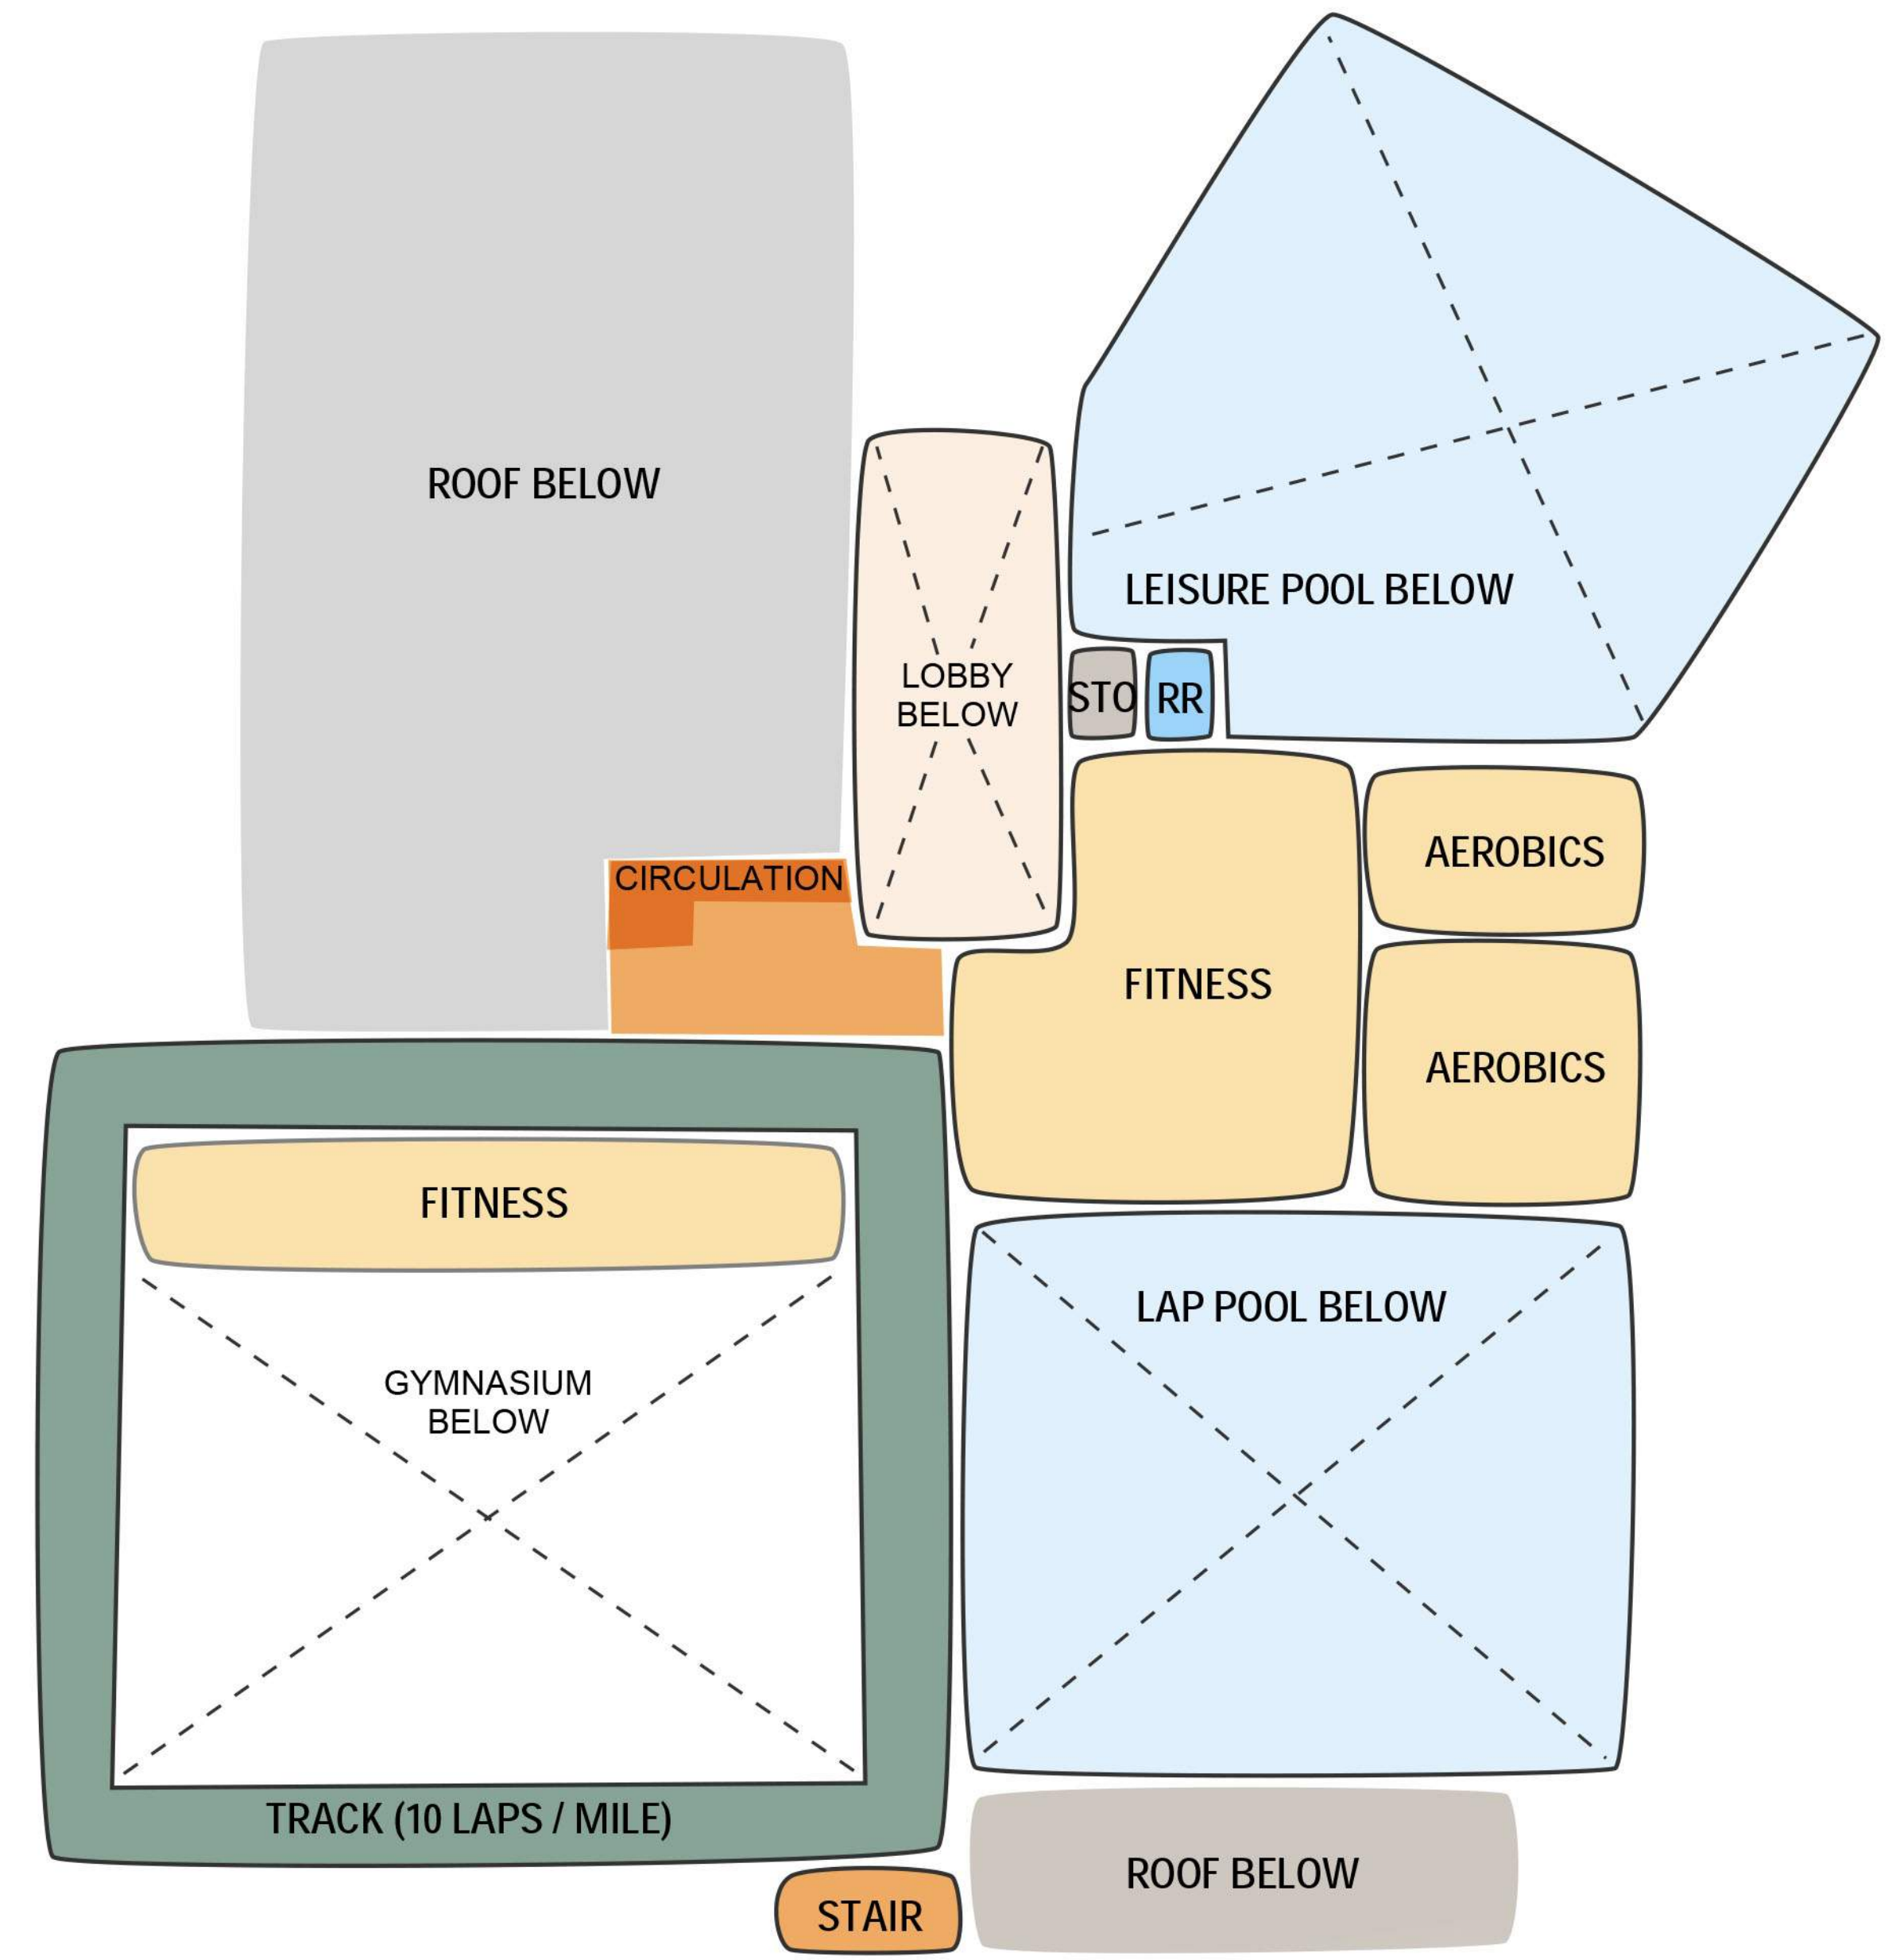 ROOF BELOW
LEISURE POOL BELOW
LOBBY
BELOW
STO
RR
AEROBICS
CIRCULATION
FITNESS
AEROBICS
FITNESS
LAP POOL BELOW
GYMNASIUM
BELOW
TRACK (10 LAPS / MILE)
ROOF BELOW
STAIR